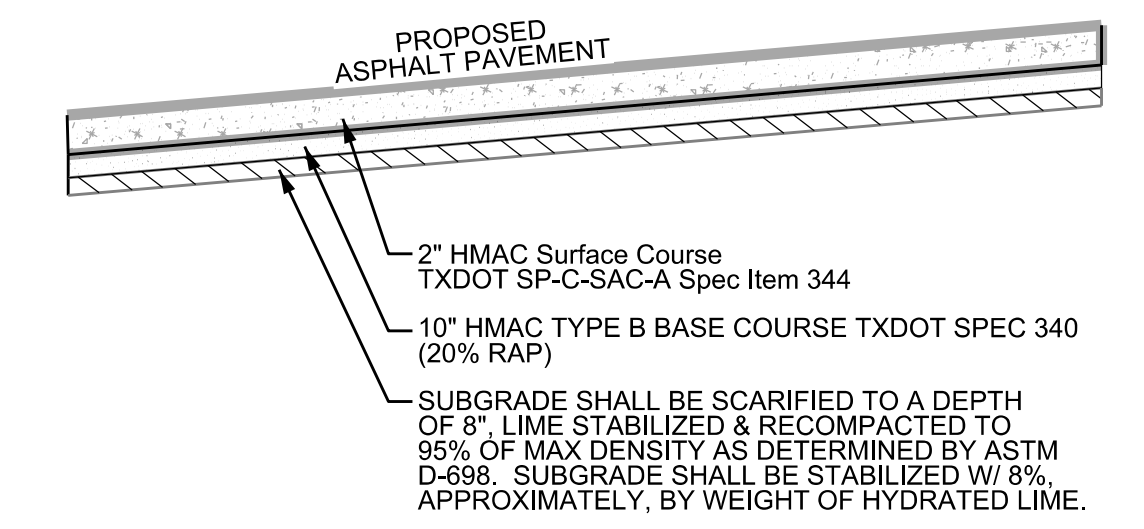 PROPOSED
ASPHALT PAVEMENT
2" HMAC Surface Course
TXDOT SP-C-SAC-A Spec Item 344
10" HMAC TYPE B BASE COURSE TXDOT SPEC 340
(20% RAP)
SUBGRADE SHALL BE SCARIFIED TO A DEPTH
OF 8", LIME STABILIZED & RECOMPACTED TO
95% OF MAX DENSITY AS DETERMINED BY ASTM
D-698. SUBGRADE SHALL BE STABILIZED W/ 8%,
APPROXIMATELY, BY WEIGHT OF HYDRATED LIME.